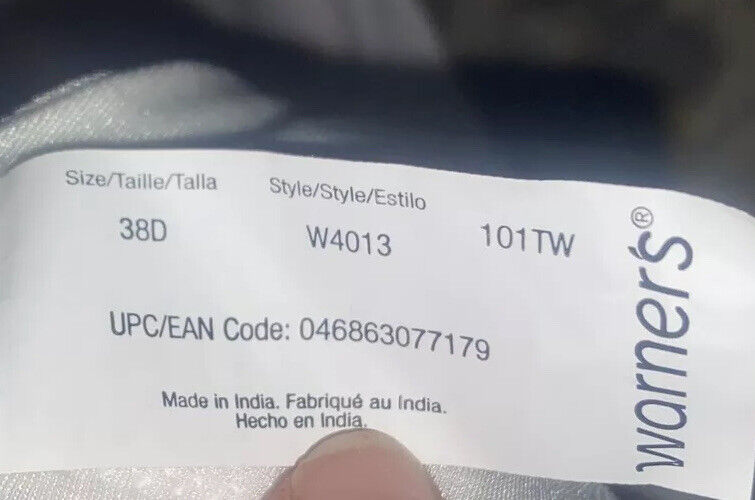 Size/Taille/Talla Style/Style/Estilo
38D W4013 101TW
UPC/EAN Code: 046863077179
Made in India. Fabriqué au India.
Hecho en India.
warner's®